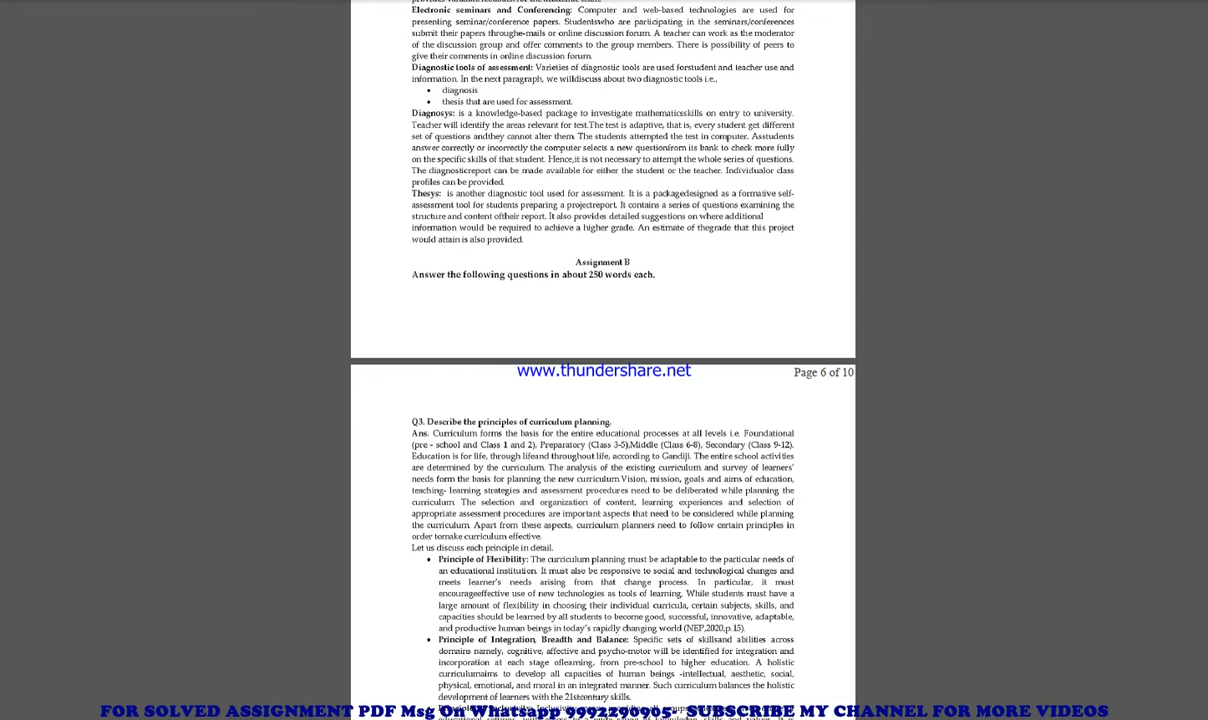 Electronic seminars and Conferencing: Computer and web-based technologies are used for
presenting seminar/conference papers. Studentswho are participating in the seminars/conferences
submit their papers throughe-mails or online discussion forum. A teacher can work as the moderator
of the discussion group and offer comments to the group members. There is possibility of peers to
give their comments in online discussion forum.
Diagnostic tools of assessment: Varieties of diagnostic tools are used forstudent and teacher use and
information. In the next paragraph, we willdiscuss about two diagnostic tools i.e.,
• diagnosis
• thesis that are used for assessment.
Diagnosys: is a knowledge-based package to investigate mathematicsskills on entry to university.
Teacher will identify the areas relevant for test.The test is adaptive, that is, every student get different
set of questions andthey cannot alter them. The students attempted the test in computer. Asstudents
answer correctly or incorrectly the computer selects a new questionfrom its bank to check more fully
on the specific skills of that student. Hence,it is not necessary to attempt the whole series of questions.
The diagnosticreport can be made available for either the student or the teacher. Individualor class
profiles can be provided.
Thesys: is another diagnostic tool used for assessment. It is a packagedesigned as a formative self-
assessment tool for students preparing a projectreport. It contains a series of questions examining the
structure and content oftheir report. It also provides detailed suggestions on where additional
information would be required to achieve a higher grade. An estimate of thegrade that this project
would attain is also provided.
Assignment B
Answer the following questions in about 250 words each.
www.thundershare.net
Page 6 of 10
Q3. Describe the principles of curriculum planning.
Ans. Curriculum forms the basis for the entire educational processes at all levels i.e. Foundational
(pre - school and Class 1 and 2), Preparatory (Class 3-5),Middle (Class 6-8), Secondary (Class 9-12).
Education is for life, through lifeand throughout life, according to Gandiji. The entire school activities
are determined by the curriculum. The analysis of the existing curriculum and survey of learners'
needs form the basis for planning the new curriculum.Vision, mission, goals and aims of education,
teaching- learning strategies and assessment procedures need to be deliberated while planning the
curriculum. The selection and organization of content, learning experiences and selection of
appropriate assessment procedures are important aspects that need to be considered while planning
the curriculum. Apart from these aspects, curriculum planners need to follow certain principles in
order tomake curriculum effective.
Let us discuss each principle in detail.
• Principle of Flexibility: The curriculum planning must be adaptable to the particular needs of
an educational institution. It must also be responsive to social and technological changes and
meets learner's needs arising from that change process. In particular, it must
encourageeffective use of new technologies as tools of learning. While students must have a
large amount of flexibility in choosing their individual curricula, certain subjects, skills, and
capacities should be learned by all students to become good, successful, innovative, adaptable,
and productive human beings in today's rapidly changing world (NEP,2020,p.15).
• Principle of Integration, Breadth and Balance: Specific sets of skillsand abilities across
domains namely, cognitive, affective and psycho-motor will be identified for integration and
incorporation at each stage oflearning, from pre-school to higher education. A holistic
curriculumaims to develop all capacities of human beings -intellectual, aesthetic, social,
physical, emotional, and moral in an integrated manner. Such curriculum balances the holistic
development of learners with the 21stcentury skills.
FOR SOLVED ASSIGNMENT PDF Msg On Whatsapp 9992290905- SUBSCRIBE MY CHANNEL FOR MORE VIDEOS